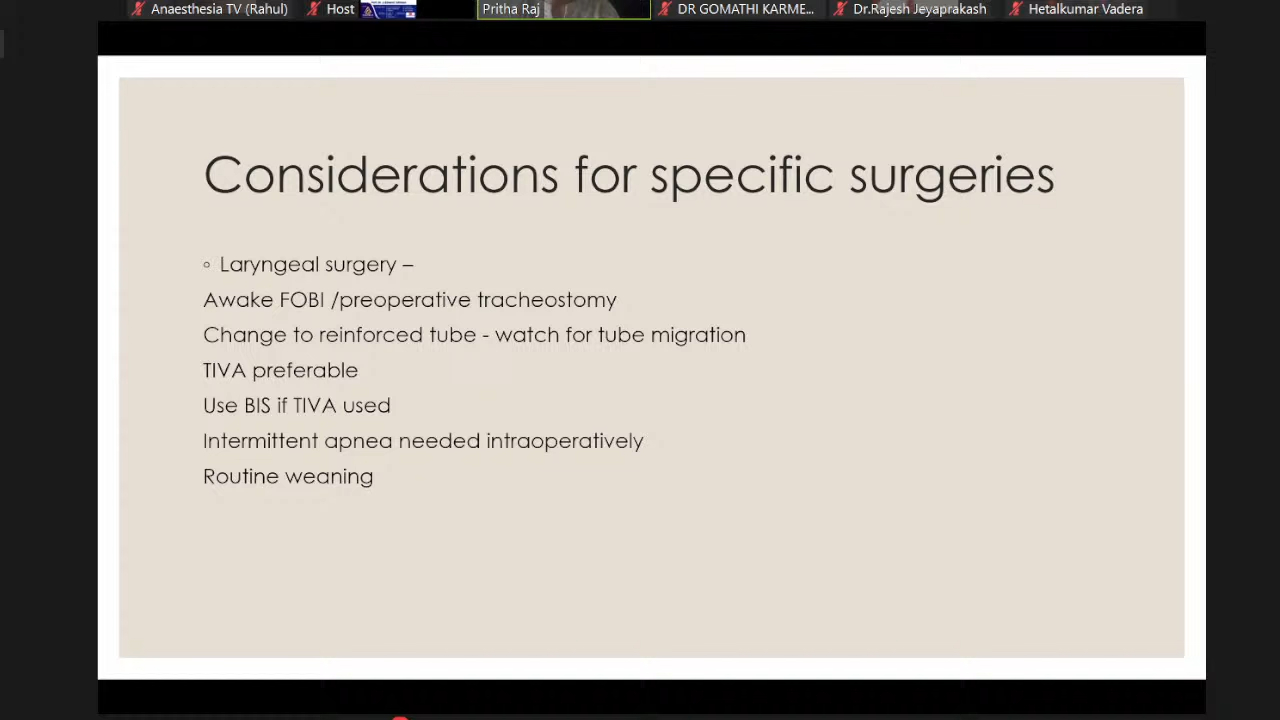 Anaesthesia TV (Rahul) Host Pritha Raj DR GOMATHI KARME... Dr.Rajesh Jeyaprakash Hetalkumar Vadera
Considerations for specific surgeries
◦ Laryngeal surgery –
Awake FOBI /preoperative tracheostomy
Change to reinforced tube - watch for tube migration
TIVA preferable
Use BIS if TIVA used
Intermittent apnea needed intraoperatively
Routine weaning